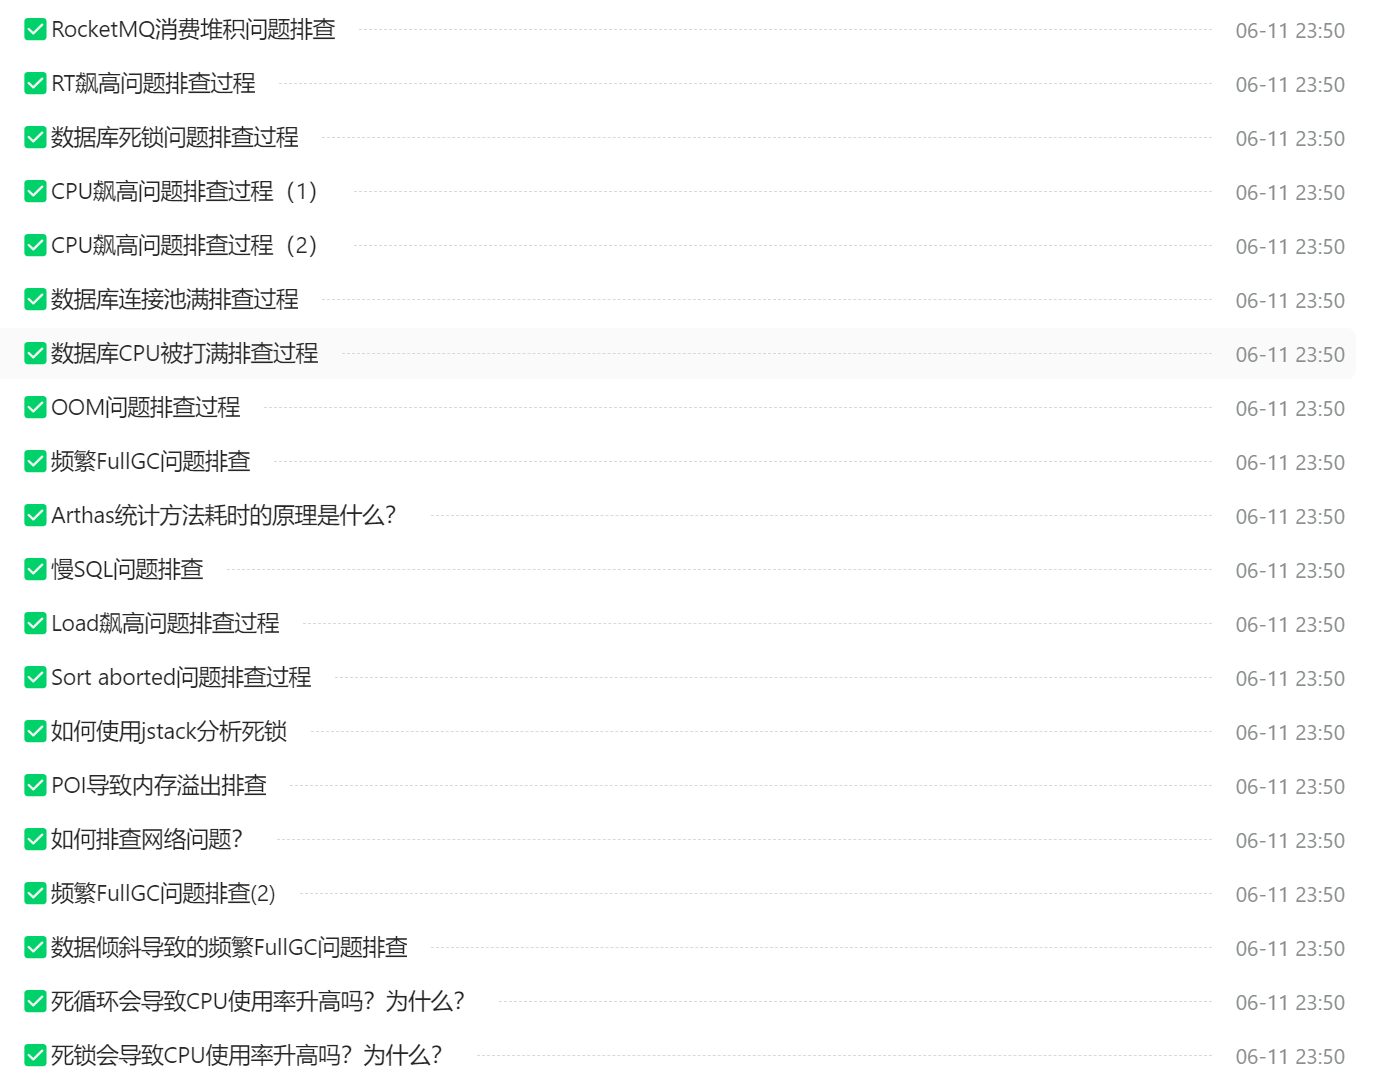 RocketMQ消费堆积问题排查 06-11 23:50
RT飙高问题排查过程 06-11 23:50
数据库死锁问题排查过程 06-11 23:50
CPU飙高问题排查过程（1） 06-11 23:50
CPU飙高问题排查过程（2） 06-11 23:50
数据库连接池满排查过程 06-11 23:50
数据库CPU被打满排查过程 06-11 23:50
OOM问题排查过程 06-11 23:50
频繁FullGC问题排查 06-11 23:50
Arthas统计方法耗时的原理是什么？ 06-11 23:50
慢SQL问题排查 06-11 23:50
Load飙高问题排查过程 06-11 23:50
Sort aborted问题排查过程 06-11 23:50
如何使用jstack分析死锁 06-11 23:50
POI导致内存溢出排查 06-11 23:50
如何排查网络问题？ 06-11 23:50
频繁FullGC问题排查(2) 06-11 23:50
数据倾斜导致的频繁FullGC问题排查 06-11 23:50
死循环会导致CPU使用率升高吗？为什么？ 06-11 23:50
死锁会导致CPU使用率升高吗？为什么？ 06-11 23:50